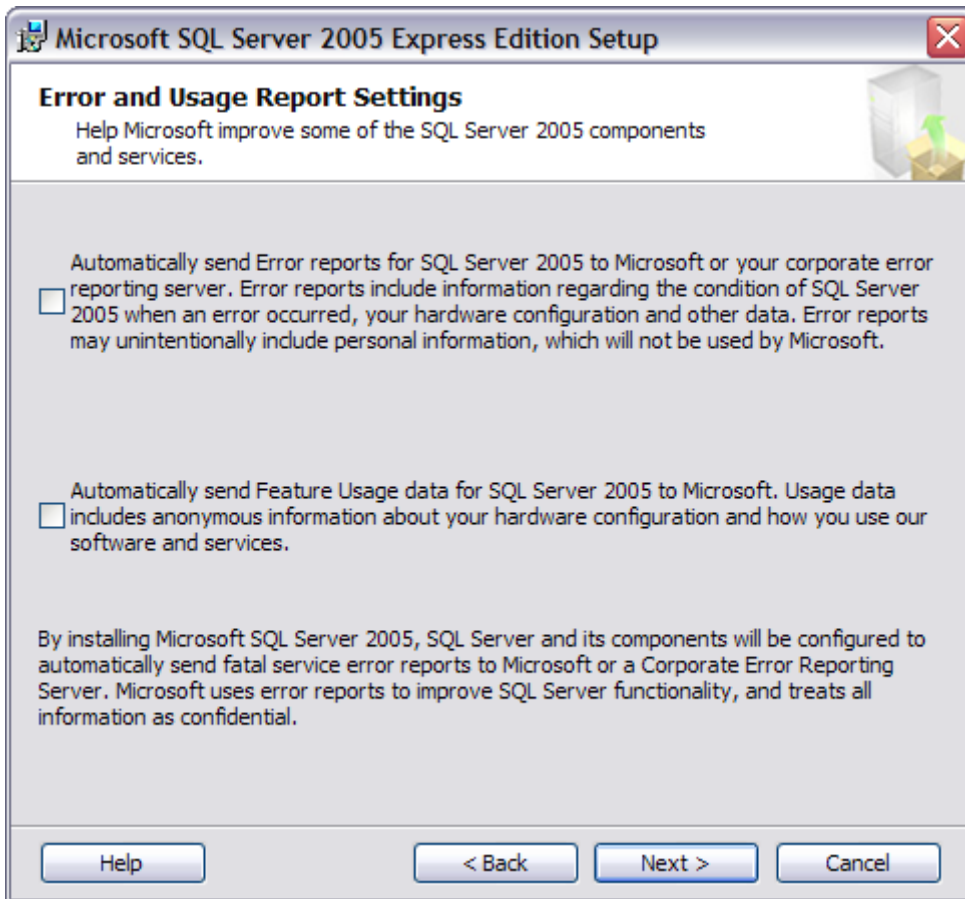 Microsoft SQL Server 2005 Express Edition Setup
Error and Usage Report Settings
Help Microsoft improve some of the SQL Server 2005 components
and services.
Automatically send Error reports for SQL Server 2005 to Microsoft or your corporate error
reporting server. Error reports include information regarding the condition of SQL Server
2005 when an error occurred, your hardware configuration and other data. Error reports
may unintentionally include personal information, which will not be used by Microsoft.
Automatically send Feature Usage data for SQL Server 2005 to Microsoft. Usage data
includes anonymous information about your hardware configuration and how you use our
software and services.
By installing Microsoft SQL Server 2005, SQL Server and its components will be configured to
automatically send fatal service error reports to Microsoft or a Corporate Error Reporting
Server. Microsoft uses error reports to improve SQL Server functionality, and treats all
information as confidential.
Help
< Back
Next >
Cancel